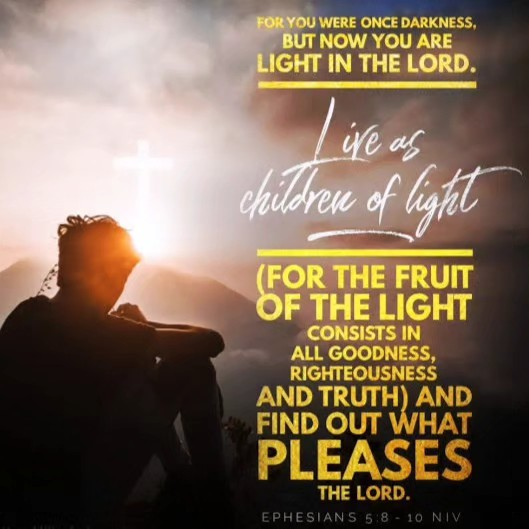 FOR YOU WERE ONCE DARKNESS,
BUT NOW YOU ARE
LIGHT IN THE LORD.
Live as
children of light
(FOR THE FRUIT
OF THE LIGHT
CONSISTS IN
ALL GOODNESS,
RIGHTEOUSNESS
AND TRUTH) AND
FIND OUT WHAT
PLEASES
THE LORD.
EPHESIANS 5:8 - 10 NIV